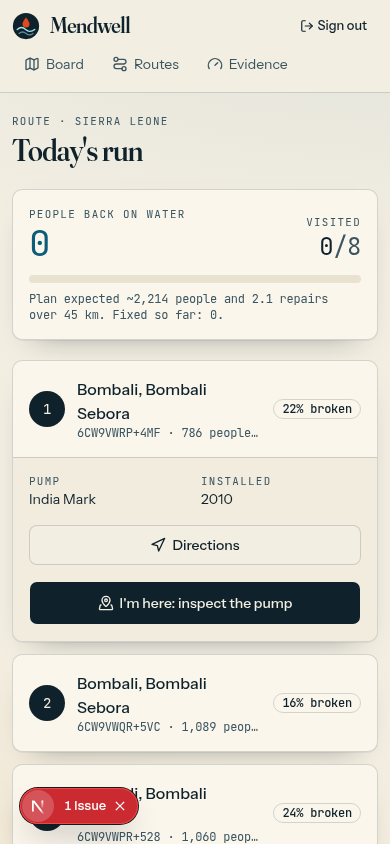 Mendwell
Sign out
Board
Routes
Evidence
ROUTE · SIERRA LEONE
Today's run
PEOPLE BACK ON WATER
0
VISITED
0/8
Plan expected ~2,214 people and 2.1 repairs
over 45 km. Fixed so far: 0.
1
Bombali, Bombali
Sebora
6CW9VWRP+4MF · 786 people…
22% broken
PUMP
India Mark
INSTALLED
2010
Directions
I'm here: inspect the pump
2
Bombali, Bombali
Sebora
6CW9VWQR+5VC · 1,089 peop…
16% broken
Bombali
Sebora
6CW9VWPR+528 · 1,060 peop…
24% broken
N
1 Issue